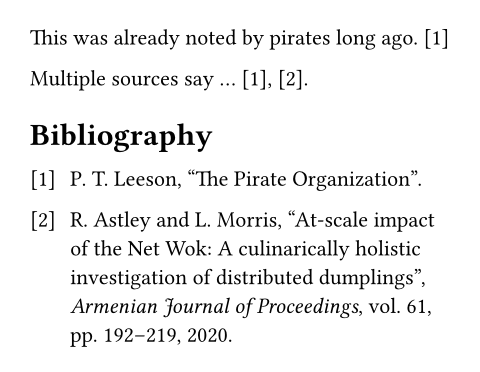 This was already noted by pirates long ago. [1]
Multiple sources say … [1], [2].
Bibliography
[1] P. T. Leeson, “The Pirate Organization”.
[2] R. Astley and L. Morris, “At-scale impact
of the Net Wok: A culinarically holistic
investigation of distributed dumplings”,
Armenian Journal of Proceedings, vol. 61,
pp. 192–219, 2020.